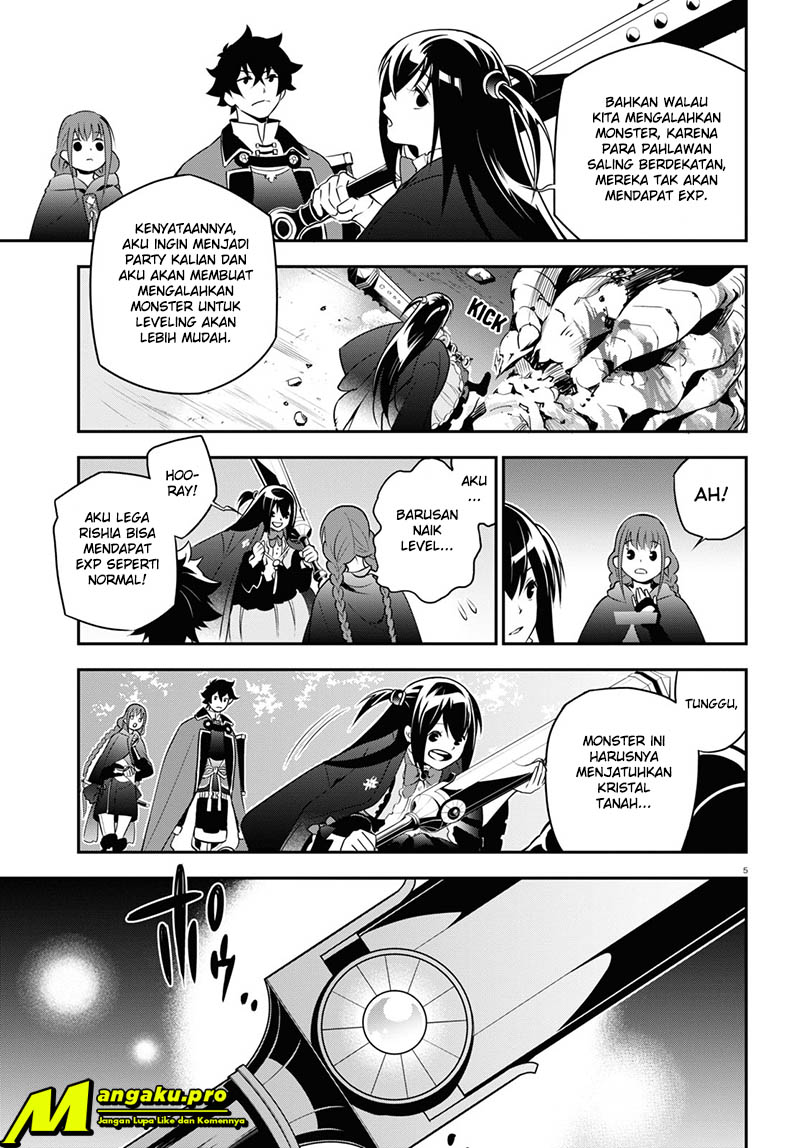 BAHKAN WALAU
KITA MENGALAHKAN
MONSTER, KARENA
PARA PAHLAWAN
SALING BERDEKATAN,
MEREKA TAK AKAN
MENDAPAT EXP.
KENYATAANNYA,
AKU INGIN MENJADI
PARTY KALIAN DAN
AKU AKAN MEMBUAT
MENGALAHKAN
MONSTER UNTUK
LEVELING AKAN
LEBIH MUDAH.
KICK
AH!
AKU
...
BARUSAN
NAIK
LEVEL...
HOO-
RAY!
AKU LEGA
RISHIA BISA
MENDAPAT
EXP SEPERTI
NORMAL!
TUNGGU,
MONSTER INI
HARUSNYA
MENJATUHKAN
KRISTAL
TANAH...
5
ポウ...
Mangaku.pro
Jangan Lupa Like dan Komennya